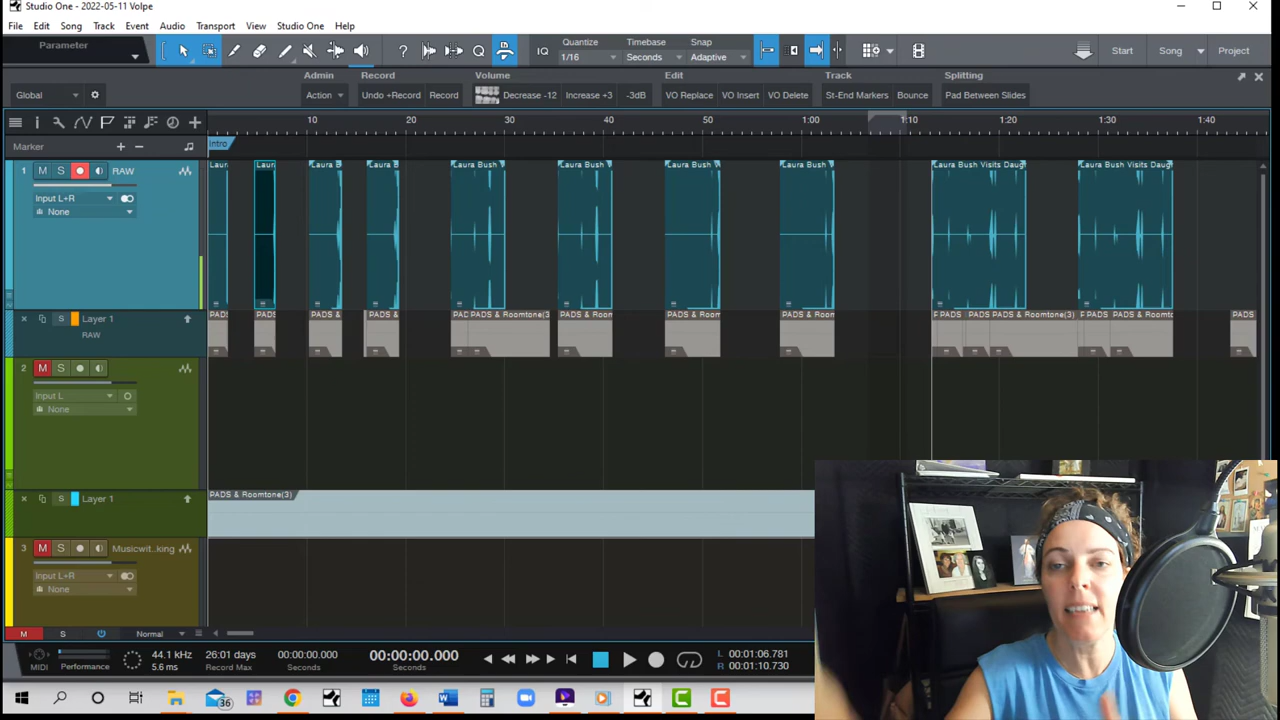 Studio One - 2022-05-11 Volpe
File Edit Song Track Event Audio Transport View Studio One Help
Parameter
IQ
Quantize
1/16
Timebase
Seconds
Snap
Adaptive
Start
Song
Project
Global
Admin
Action
Record
Undo +Record
Record
Volume
Decrease -12
Increase +3
-3dB
Edit
VO Replace
VO Insert
VO Delete
Track
St-End Markers
Bounce
Splitting
Pad Between Slides
10 20 30 40 50 1:00 1:10 1:20 1:30 1:40
Marker
Intro
1 M S RAW
Input L+R
None
Laura Laur Laura B Laura B Laura Bush Laura Bush Laura Bush Laura Bush Laura Bush Visits Daug Laura Bush Visits Daug
S Layer 1
RAW
PADS PADS PADS & PADS & PAD PADS & Roomtone(3 PADS & Room PADS & Room PADS & Room F PADS PADS & Roomtone(3) F PADS PADS & Roomto PADS
2 M S
Input L
None
S Layer 1
PADS & Roomtone(3)
3 M S Musicwit..king
Input L+R
None
M S Normal
MIDI
Performance
44.1 kHz
5.6 ms
26:01 days
Record Max
00:00:00.000
Seconds
00:00:00.000
Seconds
L 00:01:06.781
R 00:01:10.730
36